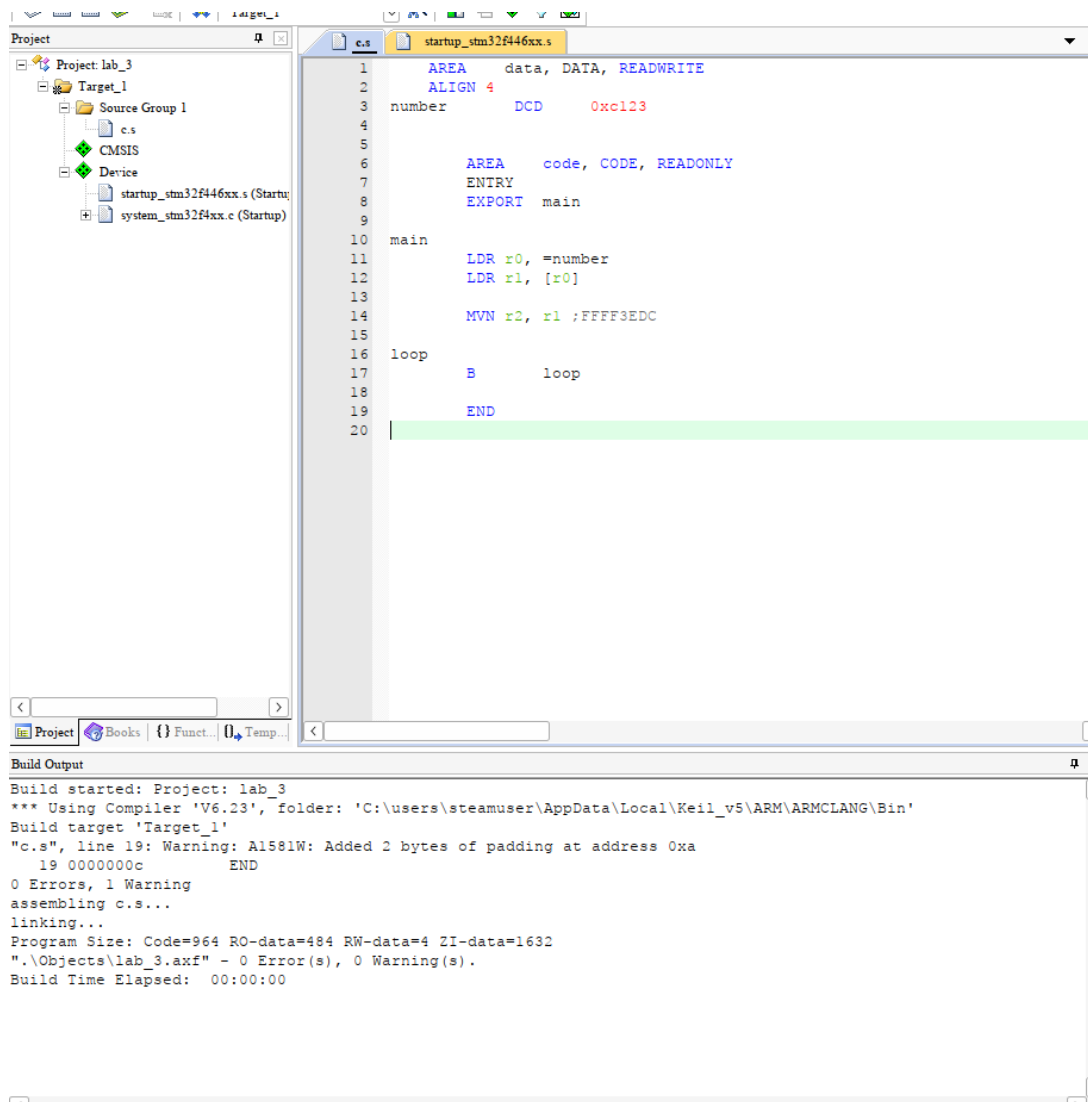 Target_1
Project
Project: lab_3
Target_1
Source Group 1
c.s
CMSIS
Device
startup_stm32f446xx.s (Startu
system_stm32f4xx.c (Startup)
Project Books {} Funct... Temp...
c.s startup_stm32f446xx.s
1 AREA data, DATA, READWRITE
2 ALIGN 4
3 number DCD 0xc123
4
5
6 AREA code, CODE, READONLY
7 ENTRY
8 EXPORT main
9
10 main
11 LDR r0, =number
12 LDR r1, [r0]
13
14 MVN r2, r1 ;FFFF3EDC
15
16 loop
17 B loop
18
19 END
20
Build Output
Build started: Project: lab_3
*** Using Compiler 'V6.23', folder: 'C:\users\steamuser\AppData\Local\Keil_v5\ARM\ARMCLANG\Bin'
Build target 'Target_1'
"c.s", line 19: Warning: A1581W: Added 2 bytes of padding at address 0xa
19 0000000c END
0 Errors, 1 Warning
assembling c.s...
linking...
Program Size: Code=964 RO-data=484 RW-data=4 ZI-data=1632
".\Objects\lab_3.axf" - 0 Error(s), 0 Warning(s).
Build Time Elapsed: 00:00:00